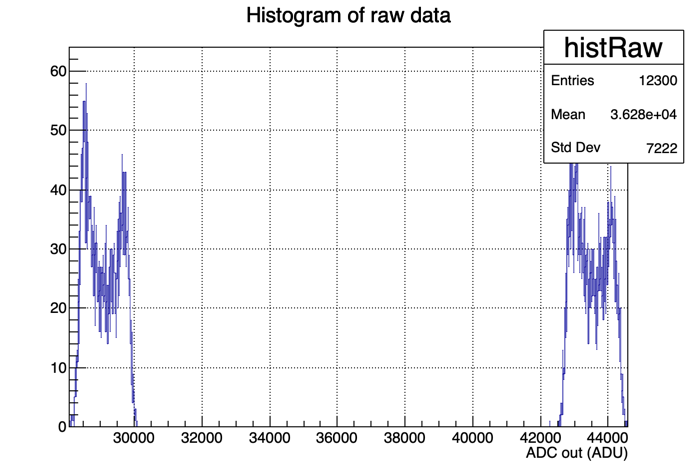 Histogram of raw data
histRaw
Entries 12300
Mean 3.628e+04
Std Dev 7222
60
50
40
30
20
10
0
30000 32000 34000 36000 38000 40000 42000 44000
ADC out (ADU)